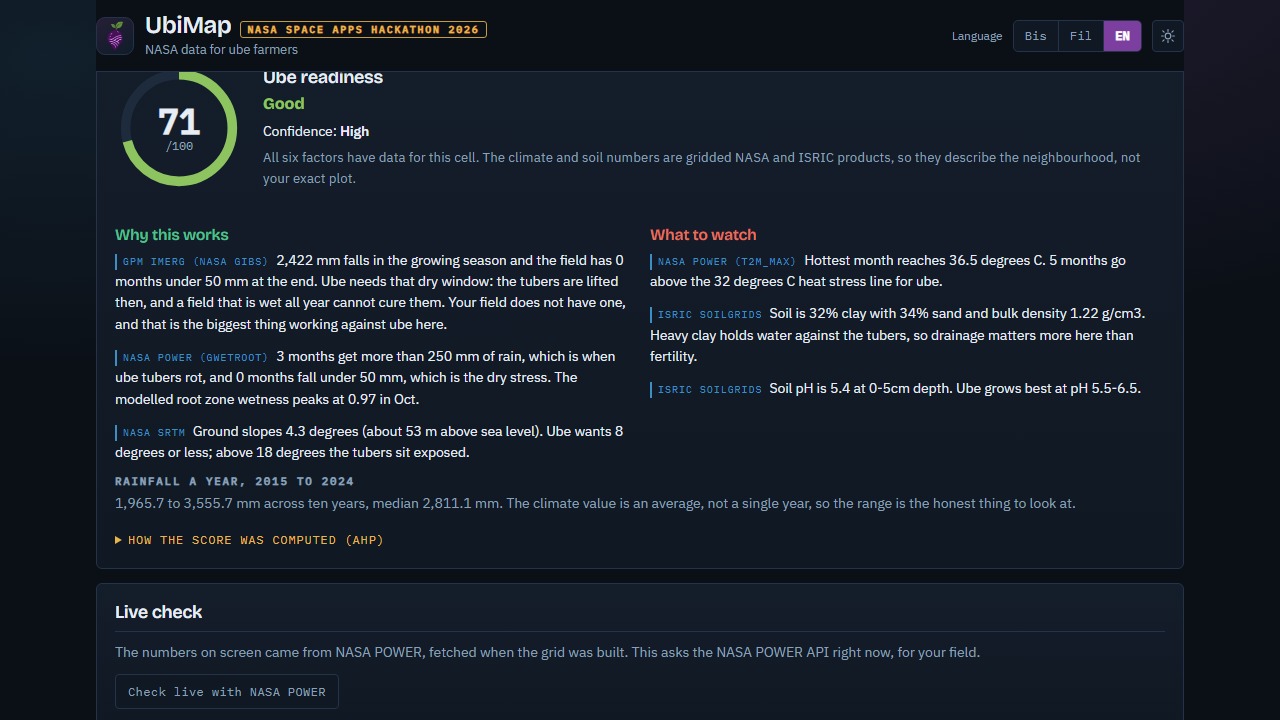 UbiMap NASA SPACE APPS HACKATHON 2026
NASA data for ube farmers
Language Bis Fil EN
71
/100
Ube readiness
Good
Confidence: High
All six factors have data for this cell. The climate and soil numbers are gridded NASA and ISRIC products, so they describe the neighbourhood, not
your exact plot.
Why this works
GPM IMERG (NASA GIBS) 2,422 mm falls in the growing season and the field has 0
months under 50 mm at the end. Ube needs that dry window: the tubers are lifted
then, and a field that is wet all year cannot cure them. Your field does not have one,
and that is the biggest thing working against ube here.
NASA POWER (GWETROOT) 3 months get more than 250 mm of rain, which is when
ube tubers rot, and 0 months fall under 50 mm, which is the dry stress. The
modelled root zone wetness peaks at 0.97 in Oct.
NASA SRTM Ground slopes 4.3 degrees (about 53 m above sea level). Ube wants 8
degrees or less; above 18 degrees the tubers sit exposed.
What to watch
NASA POWER (T2M_MAX) Hottest month reaches 36.5 degrees C. 5 months go
above the 32 degrees C heat stress line for ube.
ISRIC SOILGRIDS Soil is 32% clay with 34% sand and bulk density 1.22 g/cm3.
Heavy clay holds water against the tubers, so drainage matters more here than
fertility.
ISRIC SOILGRIDS Soil pH is 5.4 at 0-5cm depth. Ube grows best at pH 5.5-6.5.
RAINFALL A YEAR, 2015 TO 2024
1,965.7 to 3,555.7 mm across ten years, median 2,811.1 mm. The climate value is an average, not a single year, so the range is the honest thing to look at.
HOW THE SCORE WAS COMPUTED (AHP)
Live check
The numbers on screen came from NASA POWER, fetched when the grid was built. This asks the NASA POWER API right now, for your field.
Check live with NASA POWER